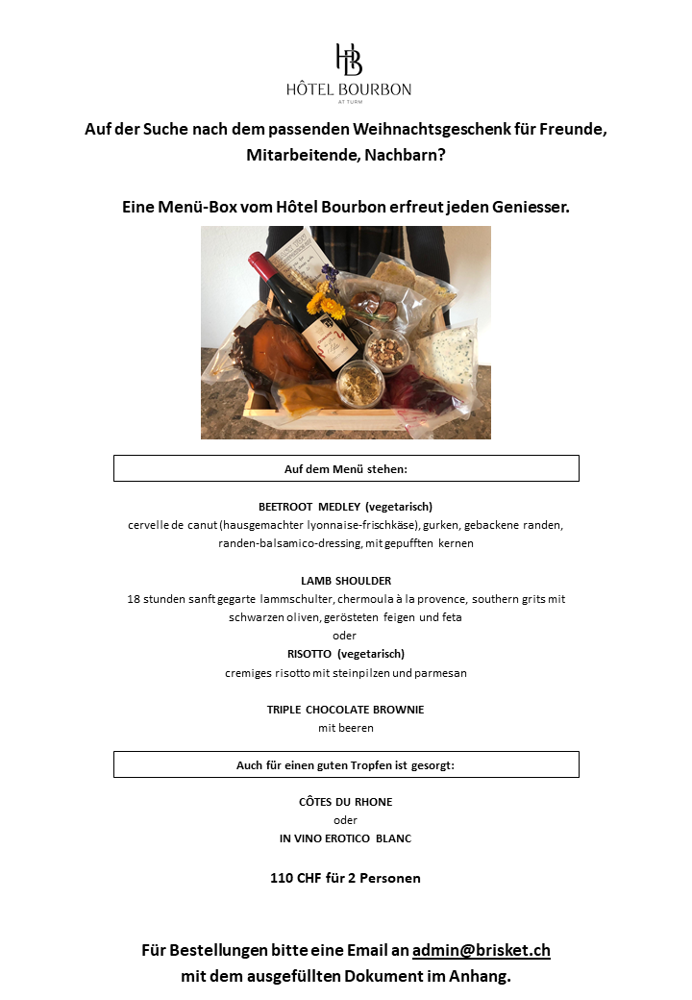 HB
HÔTEL BOURBON
AT TURM
Auf der Suche nach dem passenden Weihnachtsgeschenk für Freunde,
Mitarbeitende, Nachbarn?
Eine Menü-Box vom Hôtel Bourbon erfreut jeden Geniesser.
Auf dem Menü stehen:
BEETROOT MEDLEY (vegetarisch)
cervelle de canut (hausgemachter lyonnaise-frischkäse), gurken, gebackene randen,
randen-balsamico-dressing, mit gepufften kernen
LAMB SHOULDER
18 stunden sanft gegarte lammschulter, chermoula à la provence, southern grits mit
schwarzen oliven, gerösteten feigen und feta
oder
RISOTTO (vegetarisch)
cremiges risotto mit steinpilzen und parmesan
TRIPLE CHOCOLATE BROWNIE
mit beeren
Auch für einen guten Tropfen ist gesorgt:
CÔTES DU RHONE
oder
IN VINO EROTICO BLANC
110 CHF für 2 Personen
Für Bestellungen bitte eine Email an admin@brisket.ch
mit dem ausgefüllten Dokument im Anhang.